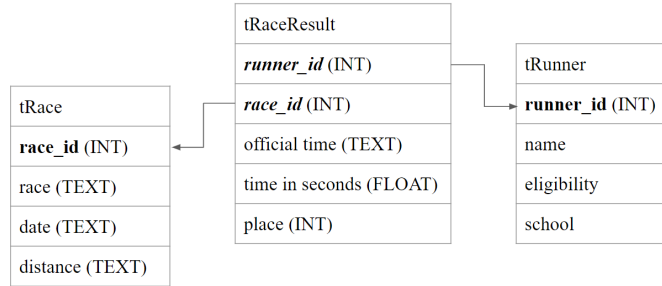 tRace
race_id (INT)
race (TEXT)
date (TEXT)
distance (TEXT)
tRaceResult
runner_id (INT)
race_id (INT)
official time (TEXT)
time in seconds (FLOAT)
place (INT)
tRunner
runner_id (INT)
name
eligibility
school